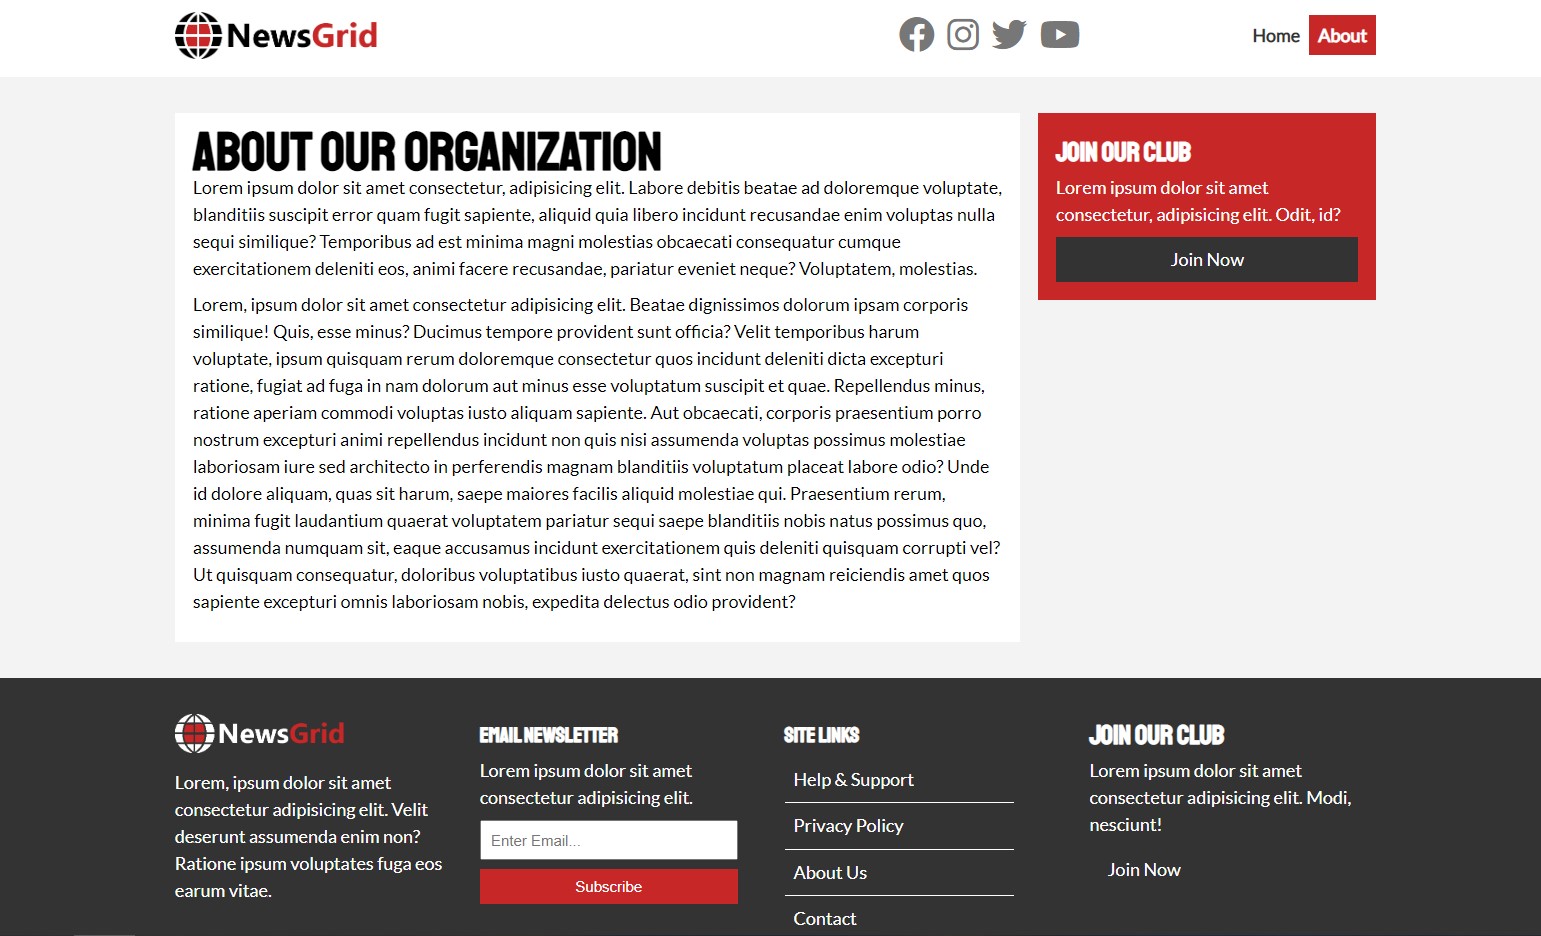 NewsGrid
Home
About
ABOUT OUR ORGANIZATION
Lorem ipsum dolor sit amet consectetur, adipisicing elit. Labore debitis beatae ad doloremque voluptate,
blanditiis suscipit error quam fugit sapiente, aliquid quia libero incidunt recusandae enim voluptas nulla
sequi similique? Temporibus ad est minima magni molestias obcaecati consequatur cumque
exercitationem deleniti eos, animi facere recusandae, pariatur eveniet neque? Voluptatem, molestias.
Lorem, ipsum dolor sit amet consectetur adipisicing elit. Beatae dignissimos dolorum ipsam corporis
similique! Quis, esse minus? Ducimus tempore provident sunt officia? Velit temporibus harum
voluptate, ipsum quisquam rerum doloremque consectetur quos incidunt deleniti dicta excepturi
ratione, fugiat ad fuga in nam dolorum aut minus esse voluptatum suscipit et quae. Repellendus minus,
ratione aperiam commodi voluptas iusto aliquam sapiente. Aut obcaecati, corporis praesentium porro
nostrum excepturi animi repellendus incidunt non quis nisi assumenda voluptas possimus molestiae
laboriosam iure sed architecto in perferendis magnam blanditiis voluptatum placeat labore odio? Unde
id dolore aliquam, quas sit harum, saepe maiores facilis aliquid molestiae qui. Praesentium rerum,
minima fugit laudantium quaerat voluptatem pariatur sequi saepe blanditiis nobis natus possimus quo,
assumenda numquam sit, eaque accusamus incidunt exercitationem quis deleniti quisquam corrupti vel?
Ut quisquam consequatur, doloribus voluptatibus iusto quaerat, sint non magnam reiciendis amet quos
sapiente excepturi omnis laboriosam nobis, expedita delectus odio provident?
JOIN OUR CLUB
Lorem ipsum dolor sit amet
consectetur, adipisicing elit. Odit, id?
Join Now
NewsGrid
Lorem, ipsum dolor sit amet
consectetur adipisicing elit. Velit
deserunt assumenda enim non?
Ratione ipsum voluptates fuga eos
earum vitae.
EMAIL NEWSLETTER
Lorem ipsum dolor sit amet
consectetur adipisicing elit.
Enter Email...
Subscribe
SITE LINKS
Help & Support
Privacy Policy
About Us
Contact
JOIN OUR CLUB
Lorem ipsum dolor sit amet
consectetur adipisicing elit. Modi,
nesciunt!
Join Now